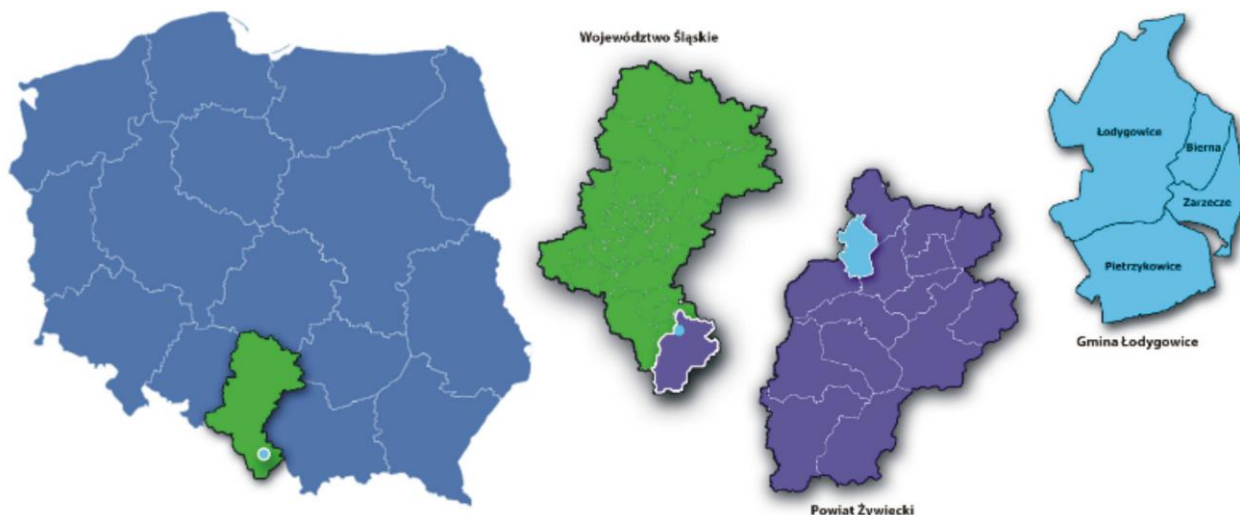 Województwo Śląskie
Łodygowice
Bierna
Zarzecze
Pietrzykowice
Gmina Łodygowice
Powiat Żywiecki